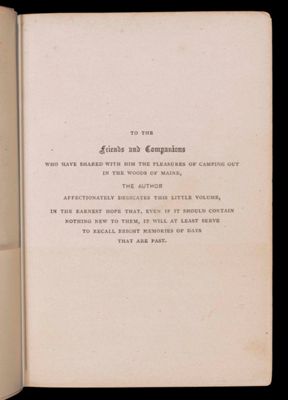 TO THE
Friends and Companions
WHO HAVE SHARED WITH HIM THE PLEASURES OF CAMPING OUT
IN THE WOODS OF MAINE,
THE AUTHOR
AFFECTIONATELY DEDICATES THIS LITTLE VOLUME,
IN THE EARNEST HOPE THAT, EVEN IF IT SHOULD CONTAIN
NOTHING NEW TO THEM, IT WILL AT LEAST SERVE
TO RECALL BRIGHT MEMORIES OF DAYS
THAT ARE PAST.